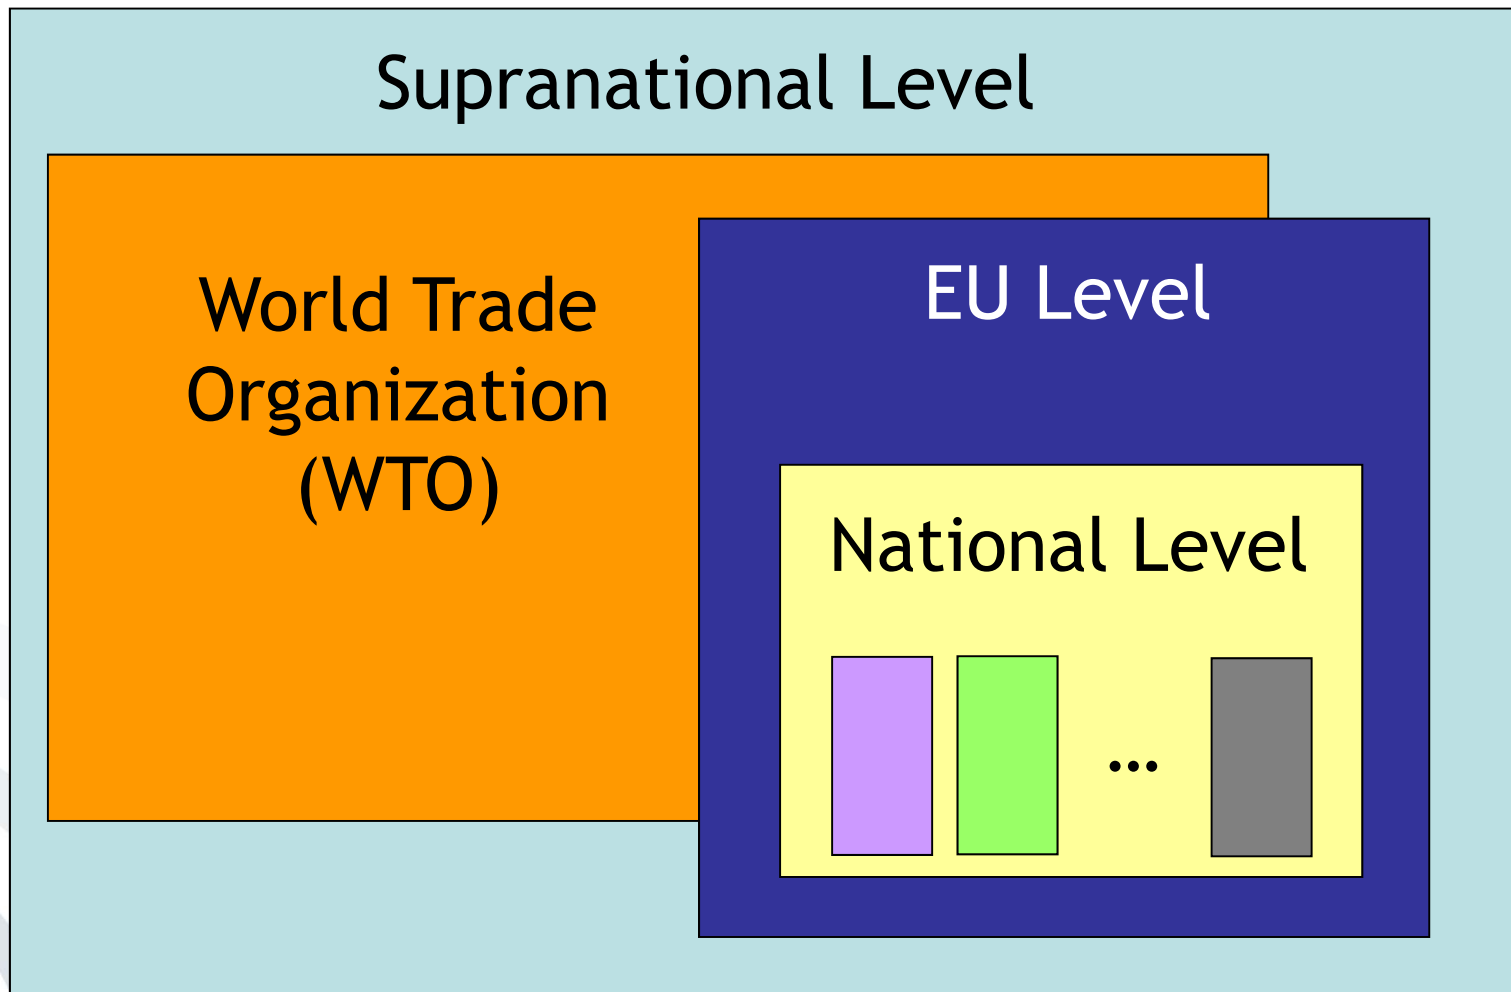 Supranational Level
World Trade
Organization
(WTO)
EU Level
National Level
…